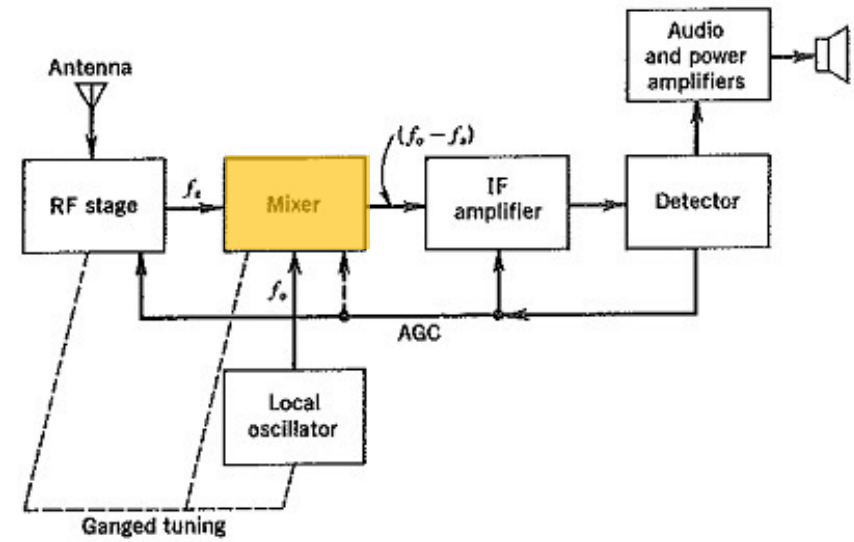 Audio
and power
amplifiers
Antenna
(fₒ – fₛ)
RF stage
fₛ
Mixer
IF
amplifier
Detector
fₒ
AGC
Local
oscillator
Ganged tuning